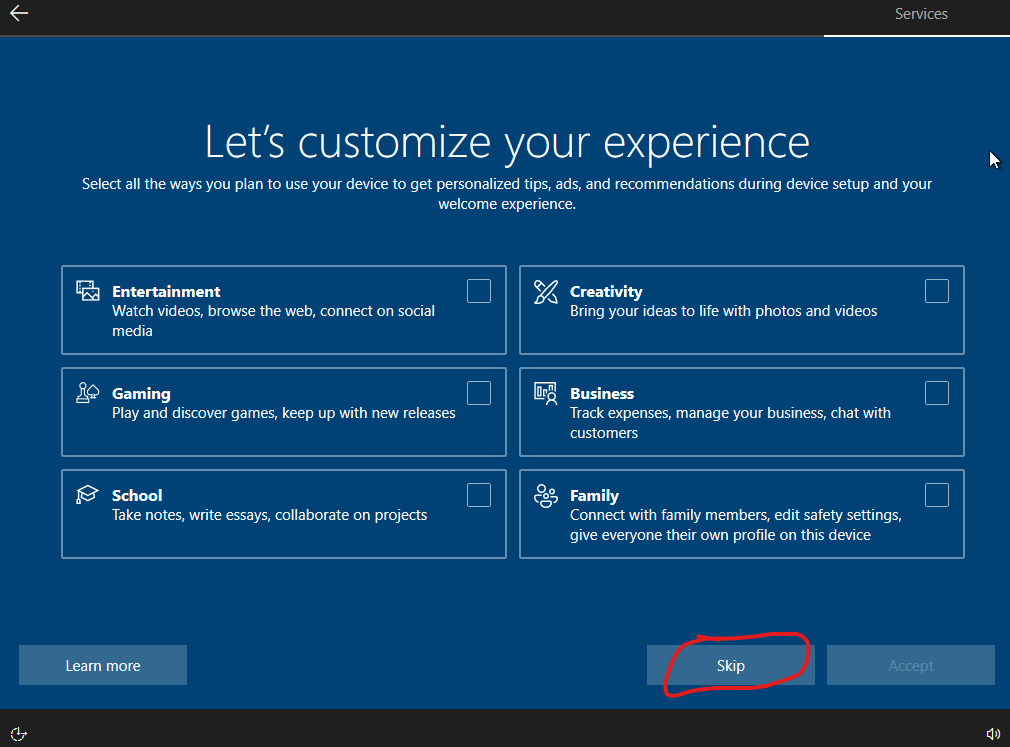 Services
Let's customize your experience
Select all the ways you plan to use your device to get personalized tips, ads, and recommendations during device setup and your
welcome experience.
Entertainment
Watch videos, browse the web, connect on social
media
Creativity
Bring your ideas to life with photos and videos
Gaming
Play and discover games, keep up with new releases
Business
Track expenses, manage your business, chat with
customers
School
Take notes, write essays, collaborate on projects
Family
Connect with family members, edit safety settings,
give everyone their own profile on this device
Learn more
Skip
Accept